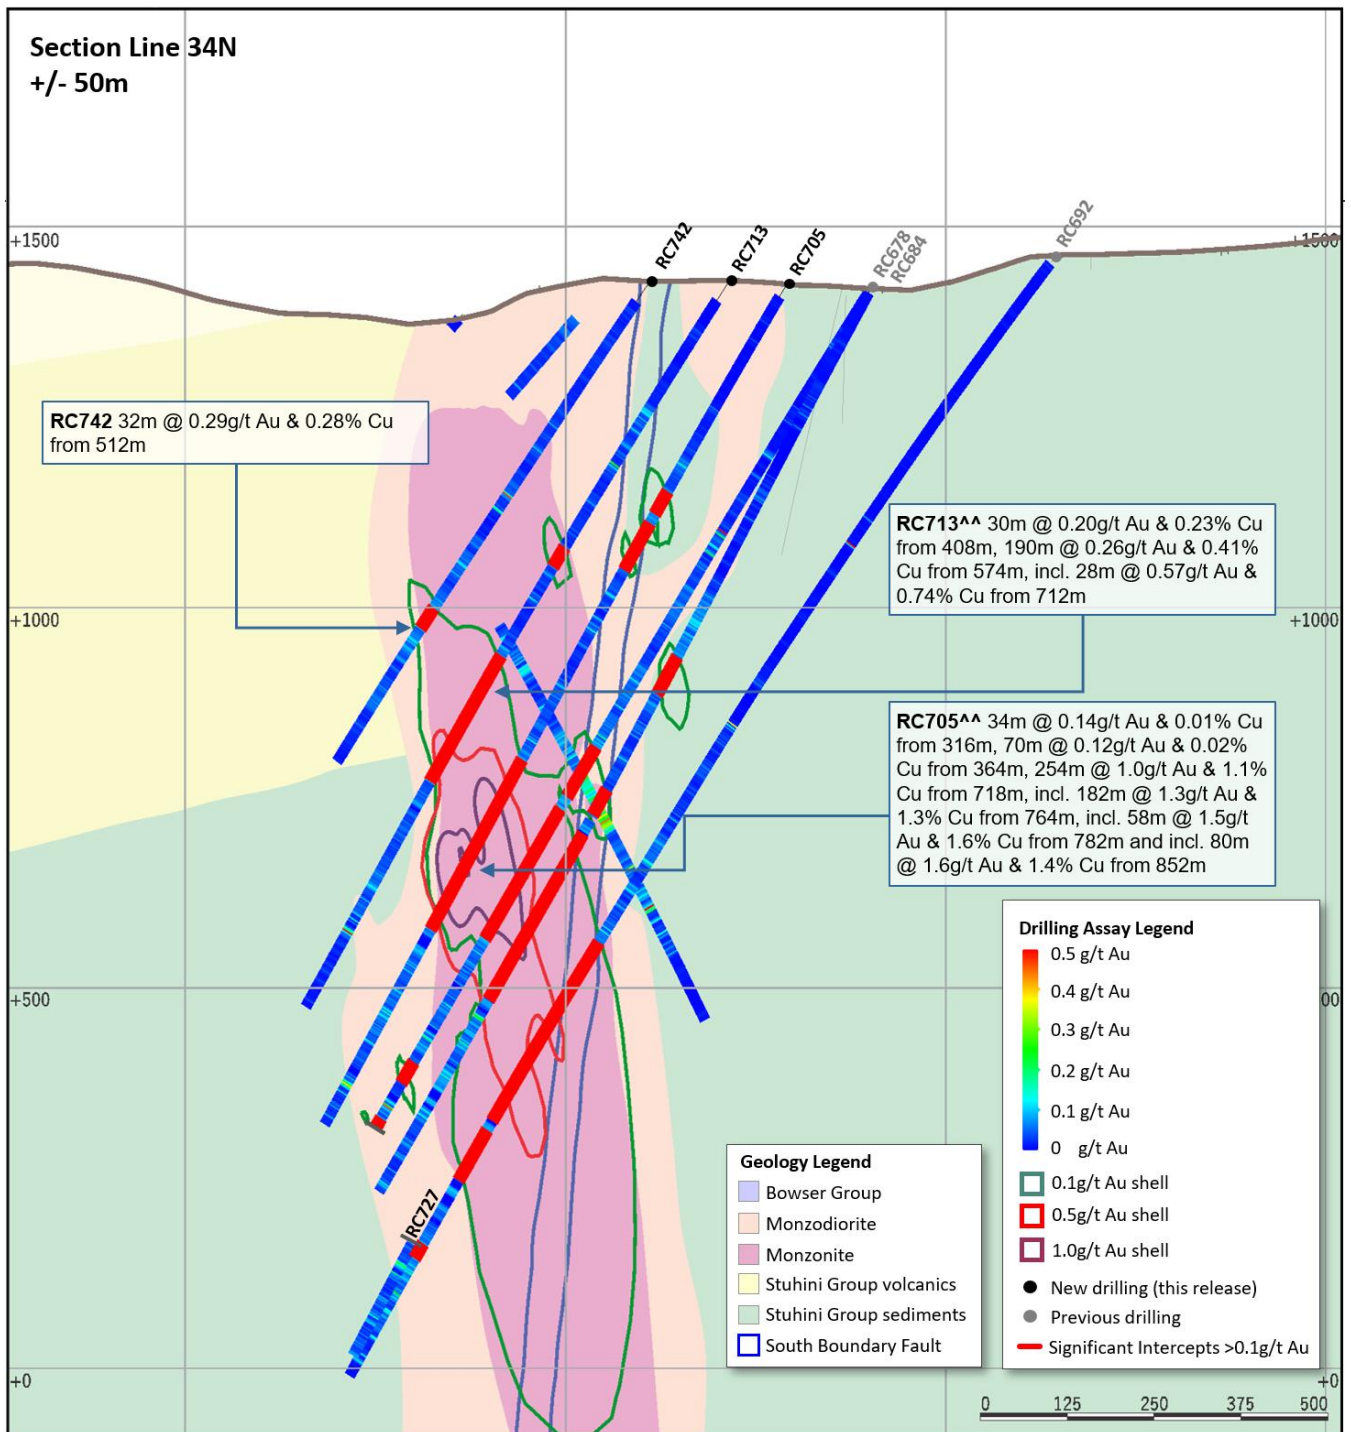 Section Line 34N
+/- 50m
+1500
+1500
RC742
RC713
RC705
RC678
RC684
RC692
RC742 32m @ 0.29g/t Au & 0.28% Cu
from 512m
RC713^^ 30m @ 0.20g/t Au & 0.23% Cu
from 408m, 190m @ 0.26g/t Au & 0.41%
Cu from 574m, incl. 28m @ 0.57g/t Au &
0.74% Cu from 712m
+1000
+1000
RC705^^ 34m @ 0.14g/t Au & 0.01% Cu
from 316m, 70m @ 0.12g/t Au & 0.02%
Cu from 364m, 254m @ 1.0g/t Au & 1.1%
Cu from 718m, incl. 182m @ 1.3g/t Au &
1.3% Cu from 764m, incl. 58m @ 1.5g/t
Au & 1.6% Cu from 782m and incl. 80m
@ 1.6g/t Au & 1.4% Cu from 852m
+500
00
Drilling Assay Legend
0.5 g/t Au
0.4 g/t Au
0.3 g/t Au
0.2 g/t Au
0.1 g/t Au
0 g/t Au
0.1g/t Au shell
0.5g/t Au shell
1.0g/t Au shell
New drilling (this release)
Previous drilling
Significant Intercepts >0.1g/t Au
Geology Legend
Bowser Group
Monzodiorite
Monzonite
Stuhini Group volcanics
Stuhini Group sediments
South Boundary Fault
RC727
+0
+0
0 125 250 375 500